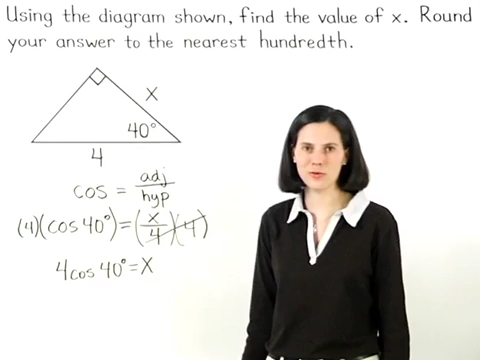 Using the diagram shown, find the value of x. Round
your answer to the nearest hundredth.
x
40°
4
cos = adj/hyp
(4)(cos 40°) = (x/4)(4)
4cos 40° = x